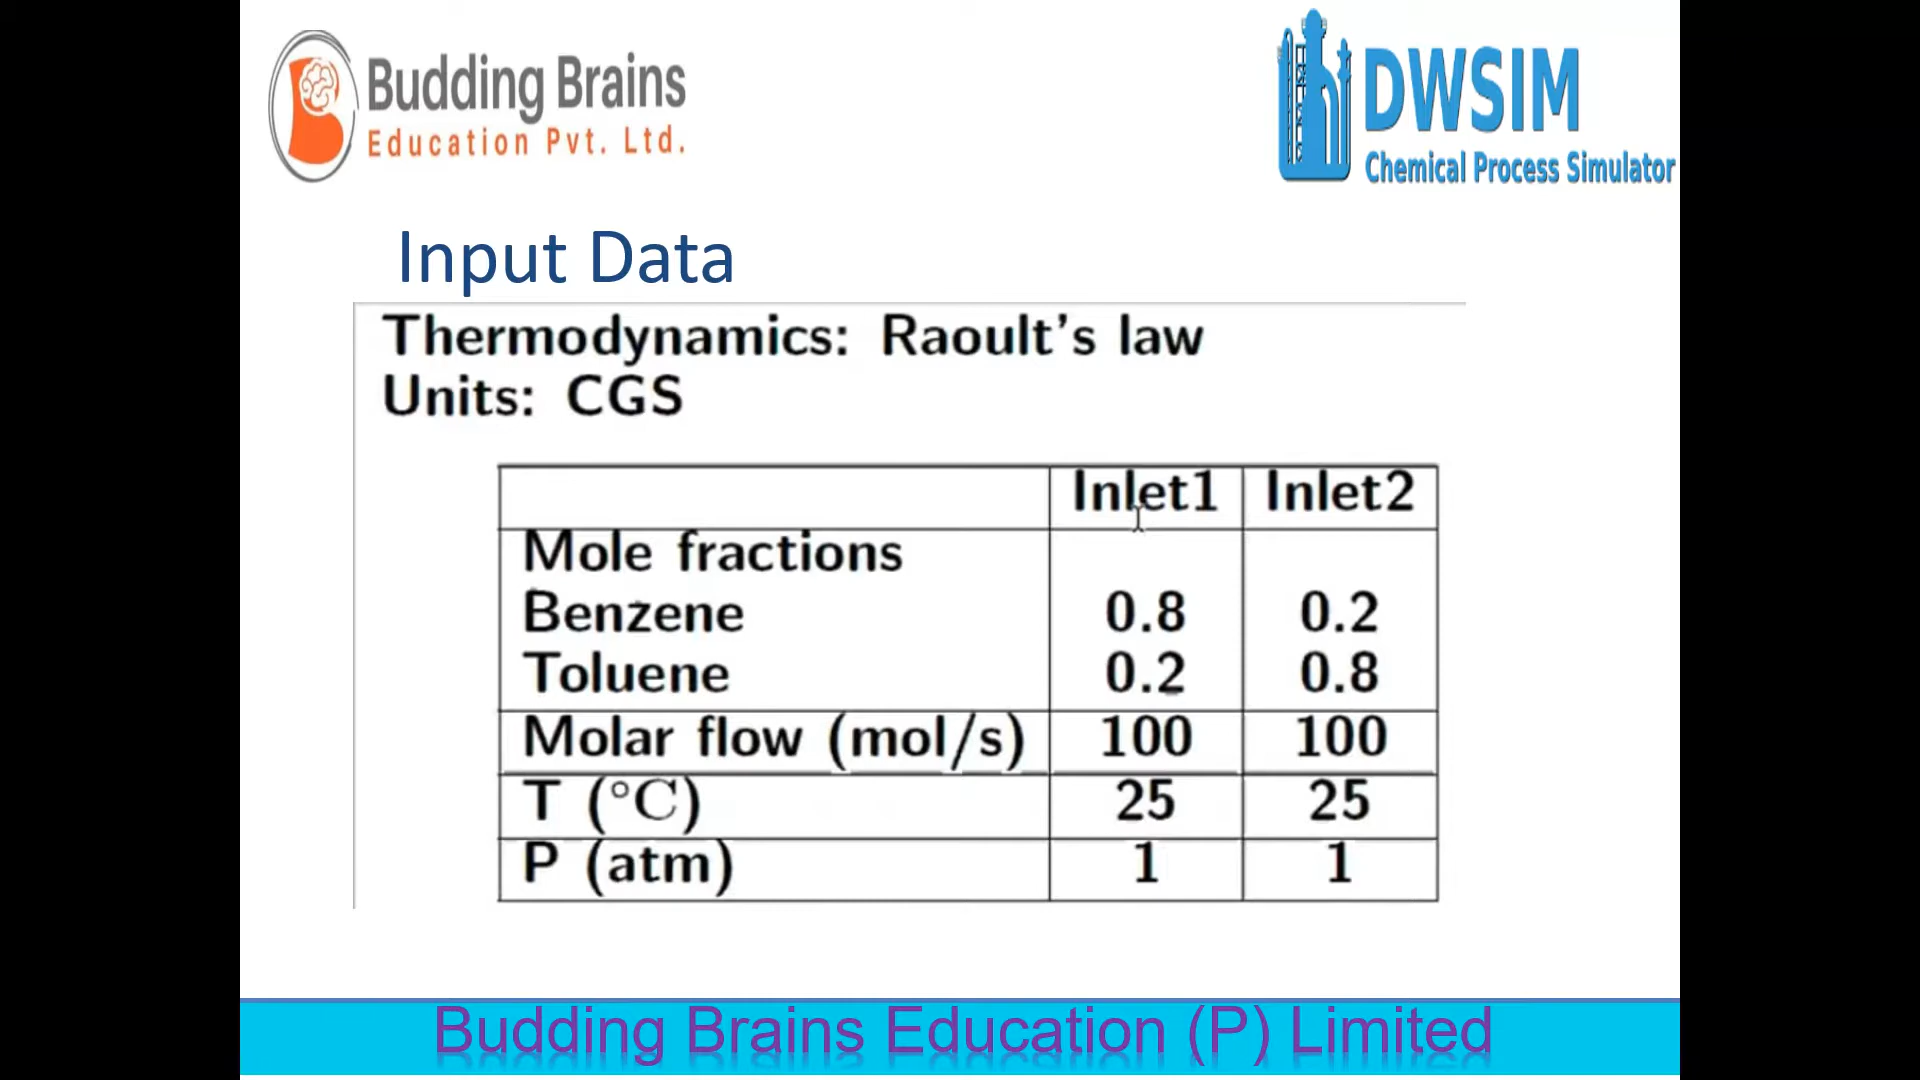 Budding Brains
Education Pvt. Ltd.
DWSIM
Chemical Process Simulator
Input Data
Thermodynamics: Raoult's law
Units: CGS
Inlet1 Inlet2
Mole fractions
Benzene 0.8 0.2
Toluene 0.2 0.8
Molar flow (mol/s) 100 100
T (°C) 25 25
P (atm) 1 1
Budding Brains Education (P) Limited